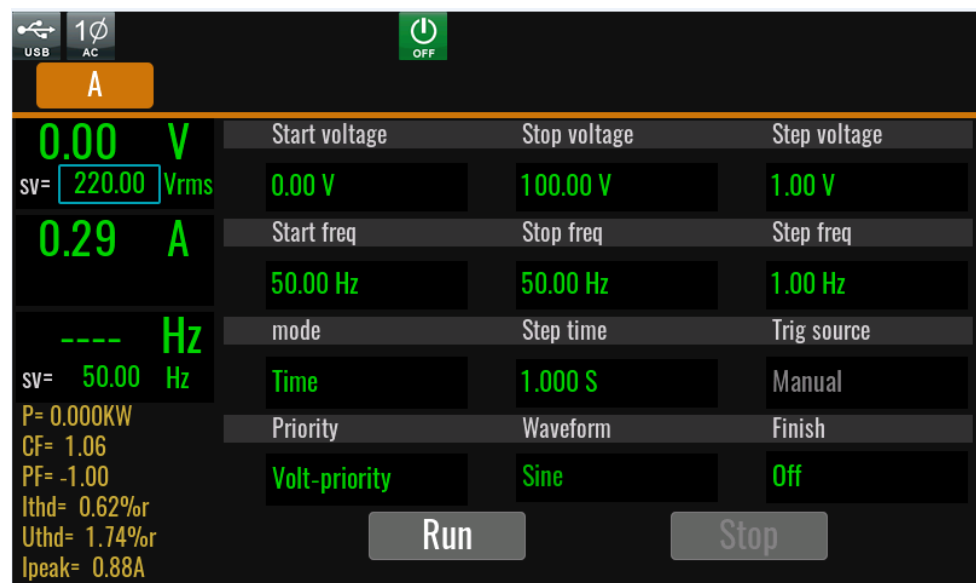 USB
1Ø
AC
OFF
A
0.00 V
sv= 220.00 Vrms
0.29 A
---- Hz
sv= 50.00 Hz
P= 0.000KW
CF= 1.06
PF= -1.00
Ithd= 0.62%r
Uthd= 1.74%r
Ipeak= 0.88A
Start voltage Stop voltage Step voltage
0.00 V 100.00 V 1.00 V
Start freq Stop freq Step freq
50.00 Hz 50.00 Hz 1.00 Hz
mode Step time Trig source
Time 1.000 S Manual
Priority Waveform Finish
Volt-priority Sine Off
Run Stop